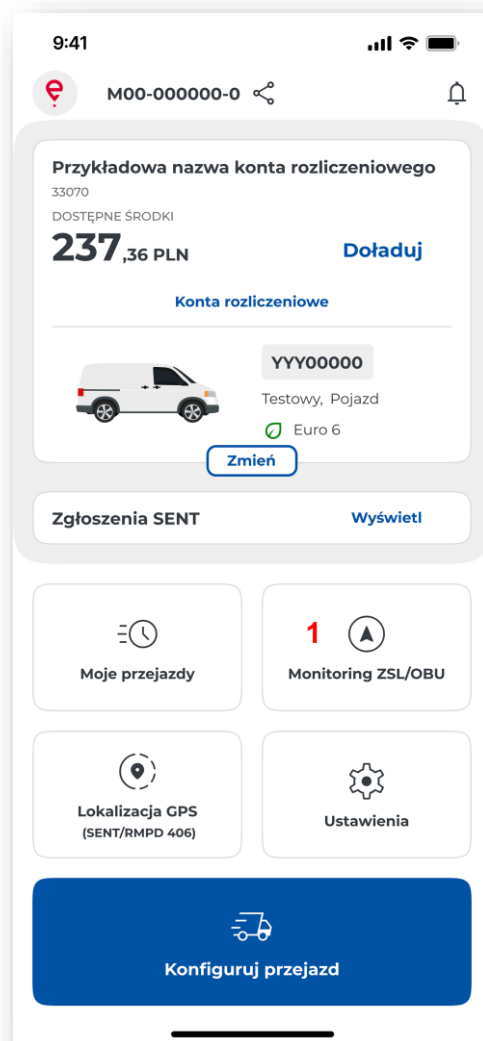 9:41
M00-000000-0
Przykładowa nazwa konta rozliczeniowego
33070
DOSTĘPNE ŚRODKI
237,36 PLN
Doładuj
Konta rozliczeniowe
YYY00000
Testowy, Pojazd
Euro 6
Zmień
Zgłoszenia SENT
Wyświetl
Moje przejazdy
1
Monitoring ZSL/OBU
Lokalizacja GPS
(SENT/RMPD 406)
Ustawienia
Konfiguruj przejazd